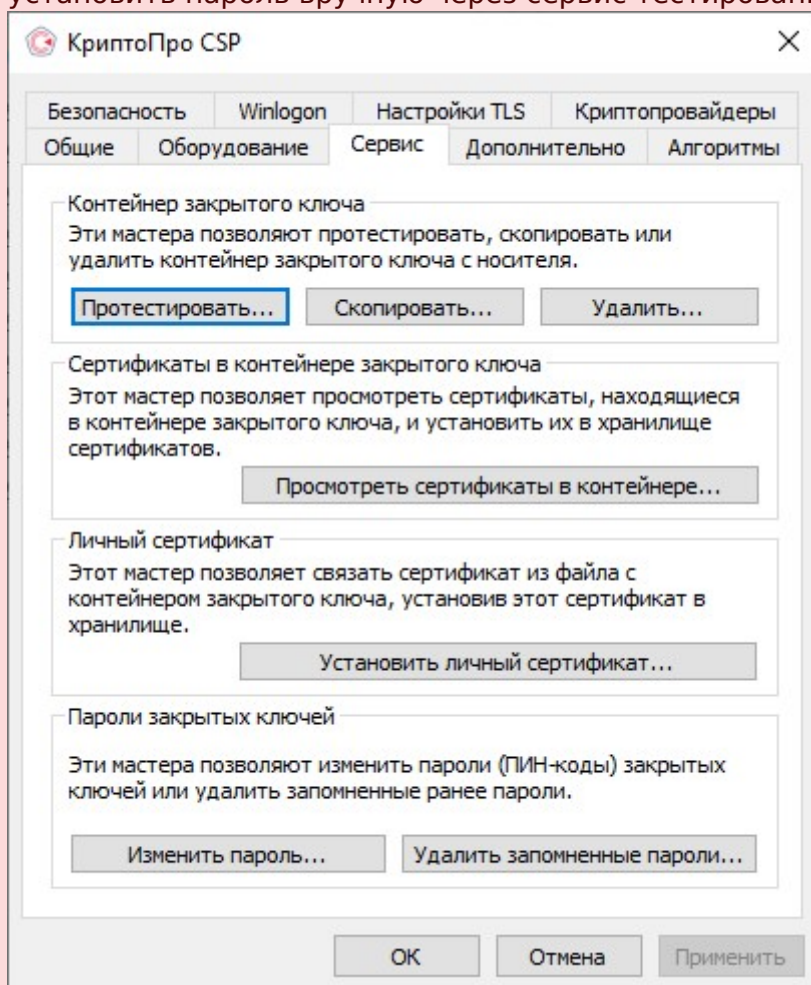 установить пароль вручную через сервис тестирован
КриптоПро CSP
Безопасность Winlogon Настройки TLS Криптопровайдеры
Общие Оборудование Сервис Дополнительно Алгоритмы
Контейнер закрытого ключа
Эти мастера позволяют протестировать, скопировать или
удалить контейнер закрытого ключа с носителя.
Протестировать... Скопировать... Удалить...
Сертификаты в контейнере закрытого ключа
Этот мастер позволяет просмотреть сертификаты, находящиеся
в контейнере закрытого ключа, и установить их в хранилище
сертификатов.
Просмотреть сертификаты в контейнере...
Личный сертификат
Этот мастер позволяет связать сертификат из файла с
контейнером закрытого ключа, установив этот сертификат в
хранилище.
Установить личный сертификат...
Пароли закрытых ключей
Эти мастера позволяют изменить пароли (ПИН-коды) закрытых
ключей или удалить запомненные ранее пароли.
Изменить пароль... Удалить запомненные пароли...
ОК Отмена Применить